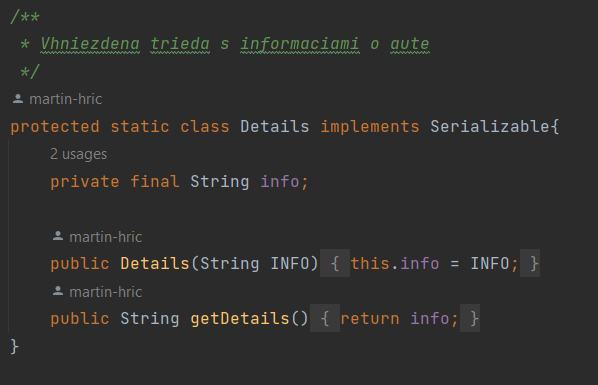 /**
 * Vhniezdena trieda s informaciami o aute
 */
martin-hric
protected static class Details implements Serializable{
2 usages
private final String info;
martin-hric
public Details(String INFO) { this.info = INFO; }
martin-hric
public String getDetails() { return info; }
}